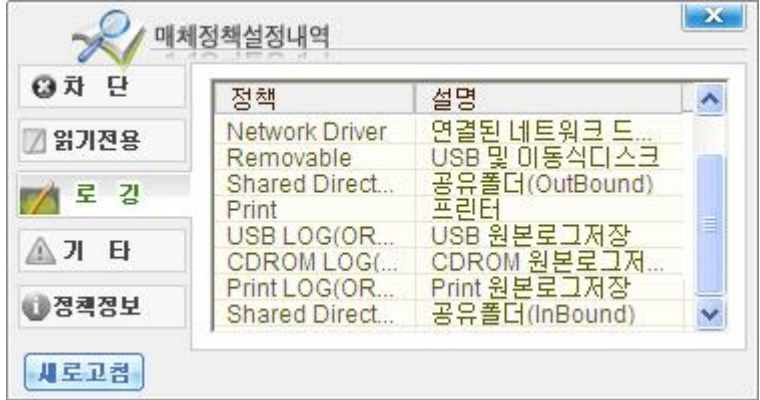 매체정책설정내역
차 단
읽기전용
로 깅
기 타
정책정보
새로고침
정책 설명
Network Driver 연결된 네트워크 드...
Removable USB 및 이동식디스크
Shared Direct... 공유폴더(OutBound)
Print 프린터
USB LOG(OR... USB 원본로그저장
CDROM LOG(... CDROM 원본로그저...
Print LOG(OR... Print 원본로그저장
Shared Direct... 공유폴더(InBound)